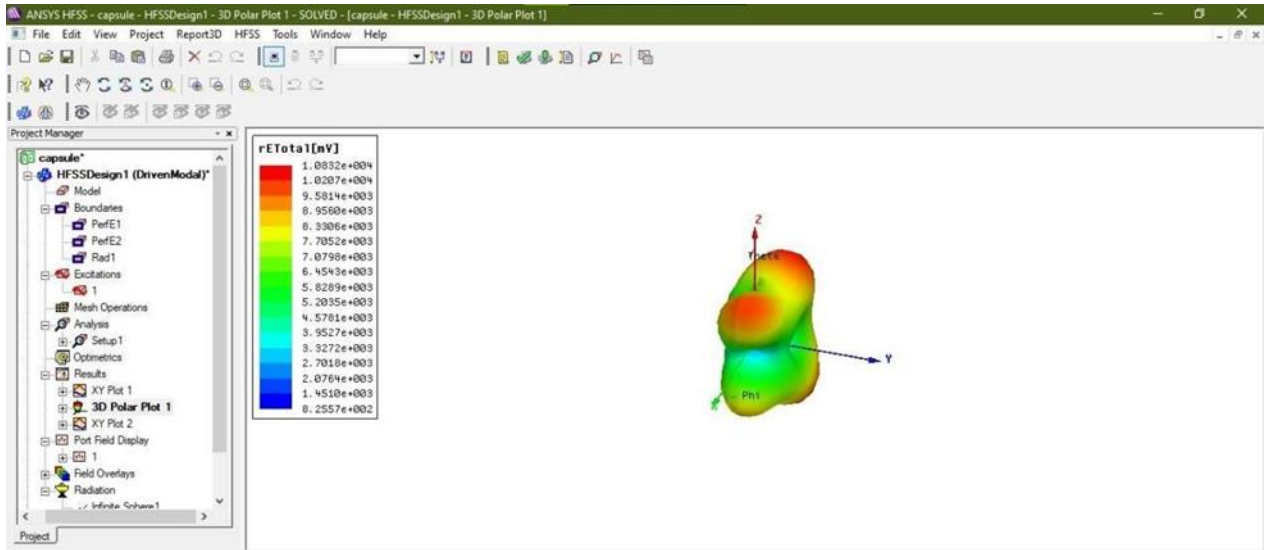 ANSYS HFSS - capsule - HFSSDesign1 - 3D Polar Plot 1 - SOLVED - [capsule - HFSSDesign1 - 3D Polar Plot 1]
File Edit View Project Report3D HFSS Tools Window Help
Project Manager
capsule*
HFSSDesign1 (DrivenModal)*
Model
Boundaries
PerfE1
PerfE2
Rad1
Excitations
1
Mesh Operations
Analysis
Setup1
Optimetrics
Results
XY Plot 1
3D Polar Plot 1
XY Plot 2
Port Field Display
1
Field Overlays
Radiation
Infinite Sphere1
Project
rETotal[mV]
1.0832e+004
1.0207e+004
9.5814e+003
8.9560e+003
8.3306e+003
7.7052e+003
7.0798e+003
6.4543e+003
5.8289e+003
5.2035e+003
4.5781e+003
3.9527e+003
3.3272e+003
2.7018e+003
2.0764e+003
1.4510e+003
8.2557e+002
Z
Theta
Y
Phi
X